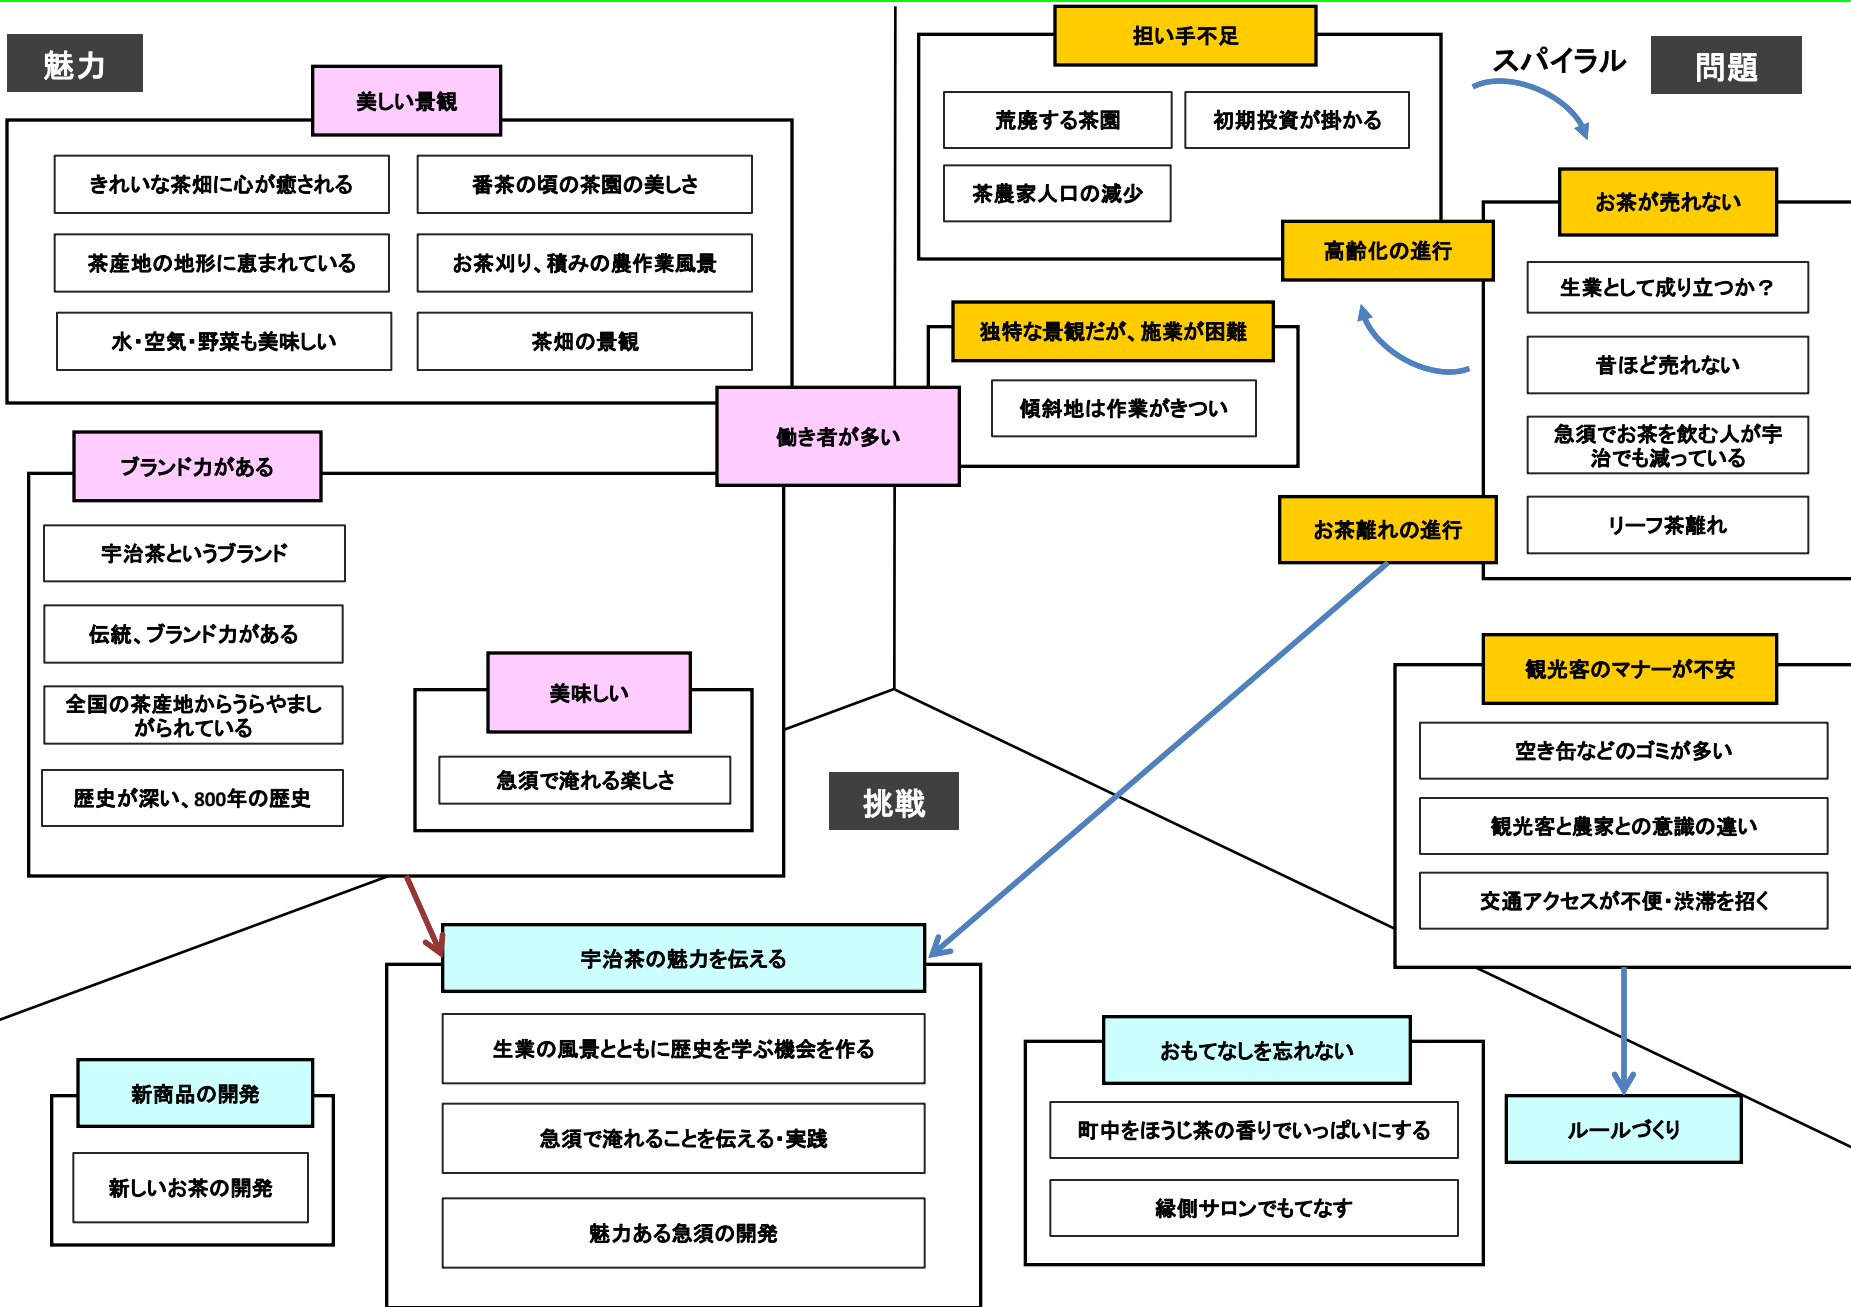 魅力
美しい景観
きれいな茶畑に心が癒される
番茶の頃の茶園の美しさ
茶産地の地形に恵まれている
お茶刈り、積みの農作業風景
水・空気・野菜も美味しい
茶畑の景観
働き者が多い
ブランド力がある
宇治茶というブランド
伝統、ブランド力がある
全国の茶産地からうらやまし
がられている
歴史が深い、800年の歴史
美味しい
急須で淹れる楽しさ
問題
スパイラル
担い手不足
荒廃する茶園
初期投資が掛かる
茶農家人口の減少
高齢化の進行
お茶が売れない
生業として成り立つか？
昔ほど売れない
急須でお茶を飲む人が宇
治でも減っている
リーフ茶離れ
独特な景観だが、施業が困難
傾斜地は作業がきつい
お茶離れの進行
観光客のマナーが不安
空き缶などのゴミが多い
観光客と農家との意識の違い
交通アクセスが不便・渋滞を招く
挑戦
宇治茶の魅力を伝える
生業の風景とともに歴史を学ぶ機会を作る
急須で淹れることを伝える・実践
魅力ある急須の開発
新商品の開発
新しいお茶の開発
おもてなしを忘れない
町中をほうじ茶の香りでいっぱいにする
縁側サロンでもてなす
ルールづくり